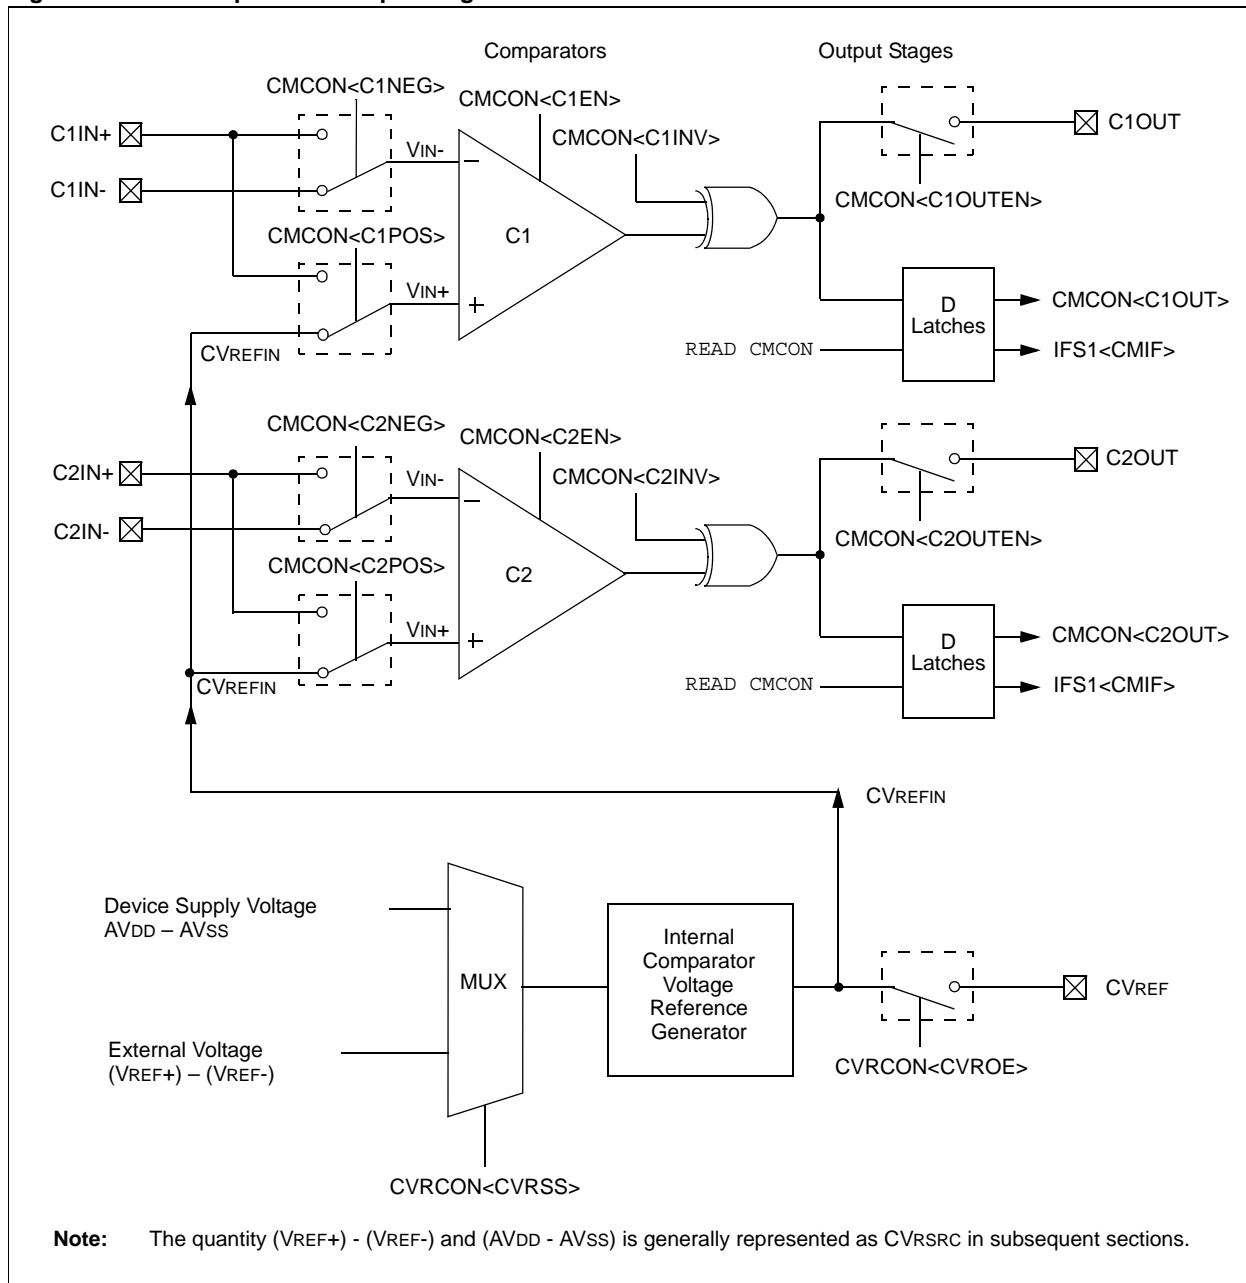 Comparators
Output Stages
CMCON<C1NEG>
CMCON<C1EN>
C1IN+
C1OUT
CMCON<C1INV>
VIN-
C1IN-
CMCON<C1OUTEN>
CMCON<C1POS>
C1
VIN+
D
Latches
CMCON<C1OUT>
READ CMCON
IFS1<CMIF>
CVREFIN
CMCON<C2NEG>
CMCON<C2EN>
C2IN+
C2OUT
CMCON<C2INV>
VIN-
C2IN-
CMCON<C2OUTEN>
CMCON<C2POS>
C2
VIN+
D
Latches
CMCON<C2OUT>
READ CMCON
IFS1<CMIF>
CVREFIN
CVREFIN
Device Supply Voltage
AVDD – AVSS
MUX
Internal
Comparator
Voltage
Reference
Generator
CVREF
External Voltage
(VREF+) – (VREF-)
CVRCON<CVROE>
CVRCON<CVRSS>
Note: The quantity (VREF+) - (VREF-) and (AVDD - AVSS) is generally represented as CVRSRC in subsequent sections.